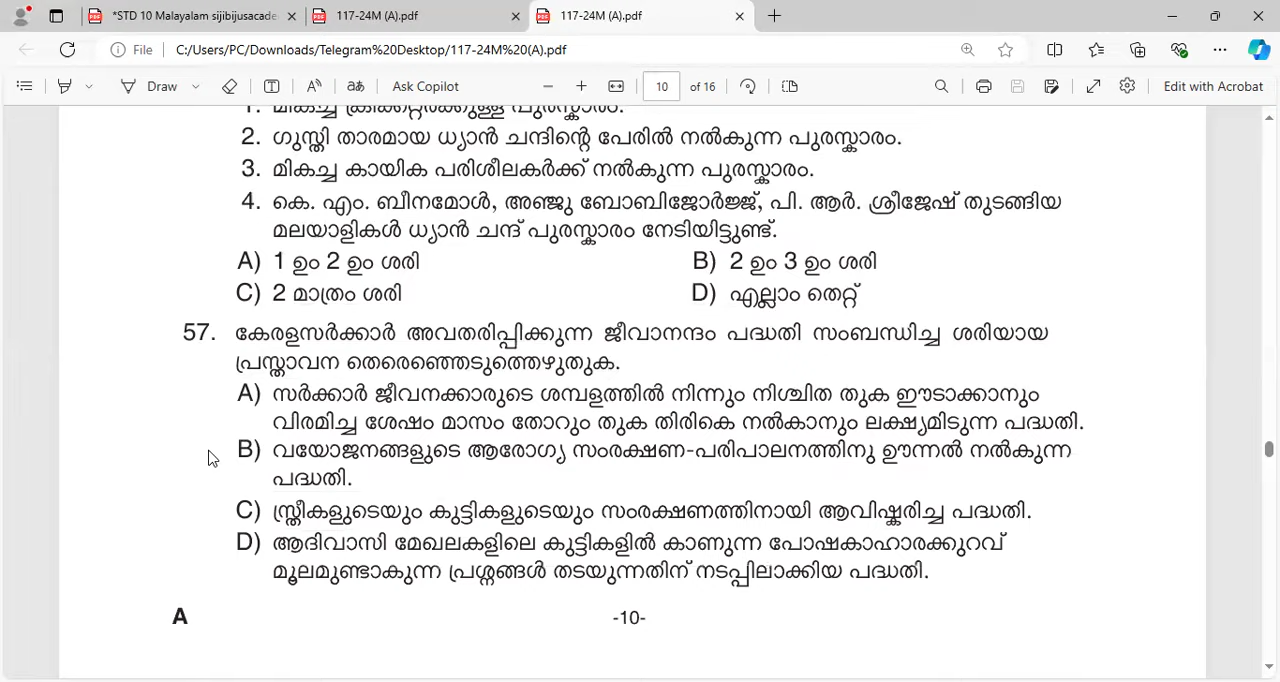 *STD 10 Malayalam sijibijusacade
117-24M (A).pdf
117-24M (A).pdf
File
C:/Users/PC/Downloads/Telegram%20Desktop/117-24M%20(A).pdf
Draw
Ask Copilot
10 of 16
Edit with Acrobat
1. മികച്ച ക്രിക്കറ്റർക്കുള്ള പുരസ്കാരം.
2. ഗുസ്തി താരമായ ധ്യാൻ ചന്ദിന്റെ പേരിൽ നൽകുന്ന പുരസ്കാരം.
3. മികച്ച കായിക പരിശീലകർക്ക് നൽകുന്ന പുരസ്കാരം.
4. കെ. എം. ബീനമോൾ, അഞ്ജു ബോബിജോർജ്ജ്, പി. ആർ. ശ്രീജേഷ് തുടങ്ങിയ
മലയാളികൾ ധ്യാൻ ചന്ദ് പുരസ്കാരം നേടിയിട്ടുണ്ട്.
A) 1 ഉം 2 ഉം ശരി B) 2 ഉം 3 ഉം ശരി
C) 2 മാത്രം ശരി D) എല്ലാം തെറ്റ്
57. കേരളസർക്കാർ അവതരിപ്പിക്കുന്ന ജീവാനന്ദം പദ്ധതി സംബന്ധിച്ച ശരിയായ
പ്രസ്താവന തെരെഞ്ഞെടുത്തെഴുതുക.
A) സർക്കാർ ജീവനക്കാരുടെ ശമ്പളത്തിൽ നിന്നും നിശ്ചിത തുക ഈടാക്കാനും
വിരമിച്ച ശേഷം മാസം തോറും തുക തിരികെ നൽകാനും ലക്ഷ്യമിടുന്ന പദ്ധതി.
B) വയോജനങ്ങളുടെ ആരോഗ്യ സംരക്ഷണ-പരിപാലനത്തിനു ഊന്നൽ നൽകുന്ന
പദ്ധതി.
C) സ്ത്രീകളുടെയും കുട്ടികളുടെയും സംരക്ഷണത്തിനായി ആവിഷ്കരിച്ച പദ്ധതി.
D) ആദിവാസി മേഖലകളിലെ കുട്ടികളിൽ കാണുന്ന പോഷകാഹാരക്കുറവ്
മൂലമുണ്ടാകുന്ന പ്രശ്നങ്ങൾ തടയുന്നതിന് നടപ്പിലാക്കിയ പദ്ധതി.
A -10-